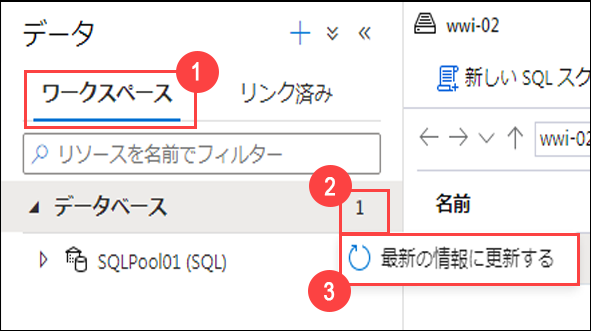 データ
ワークスペース
リンク済み
1
リソースを名前でフィルター
データベース
2
1
SQLPool01 (SQL)
最新の情報に更新する
3
wwi-02
新しい SQL スク
wwi-02
名前